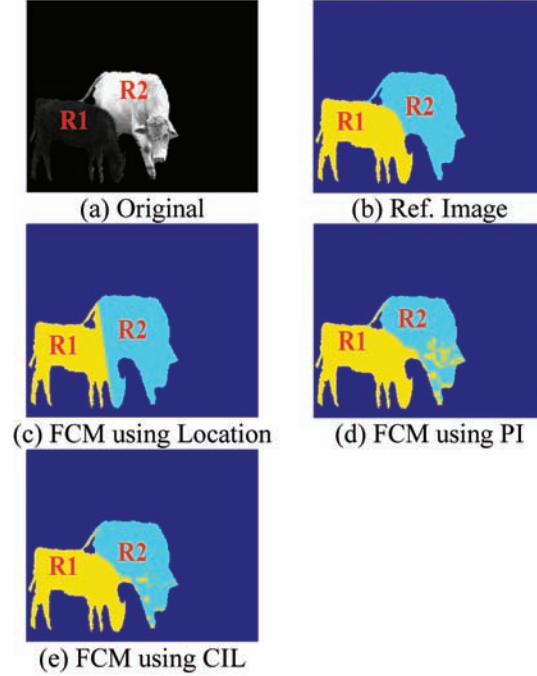 R1 R2
R1 R2
(a) Original (b) Ref. Image
R1 R2
R1 R2
(c) FCM using Location (d) FCM using PI
R1 R2
(e) FCM using CIL